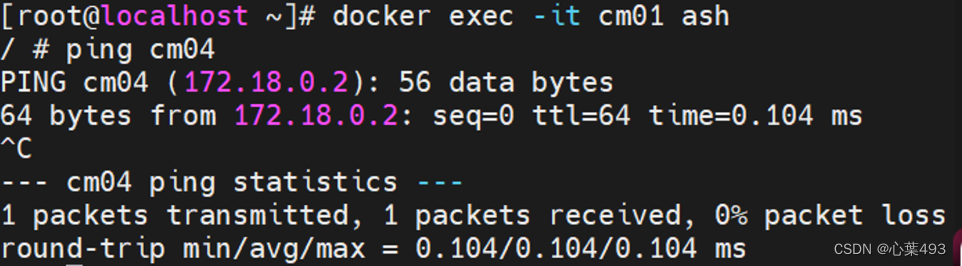 [root@localhost ~]# docker exec -it cm01 ash
/ # ping cm04
PING cm04 (172.18.0.2): 56 data bytes
64 bytes from 172.18.0.2: seq=0 ttl=64 time=0.104 ms
^C
--- cm04 ping statistics ---
1 packets transmitted, 1 packets received, 0% packet loss
round-trip min/avg/max = 0.104/0.104/0.104 ms
CSDN @心葉493